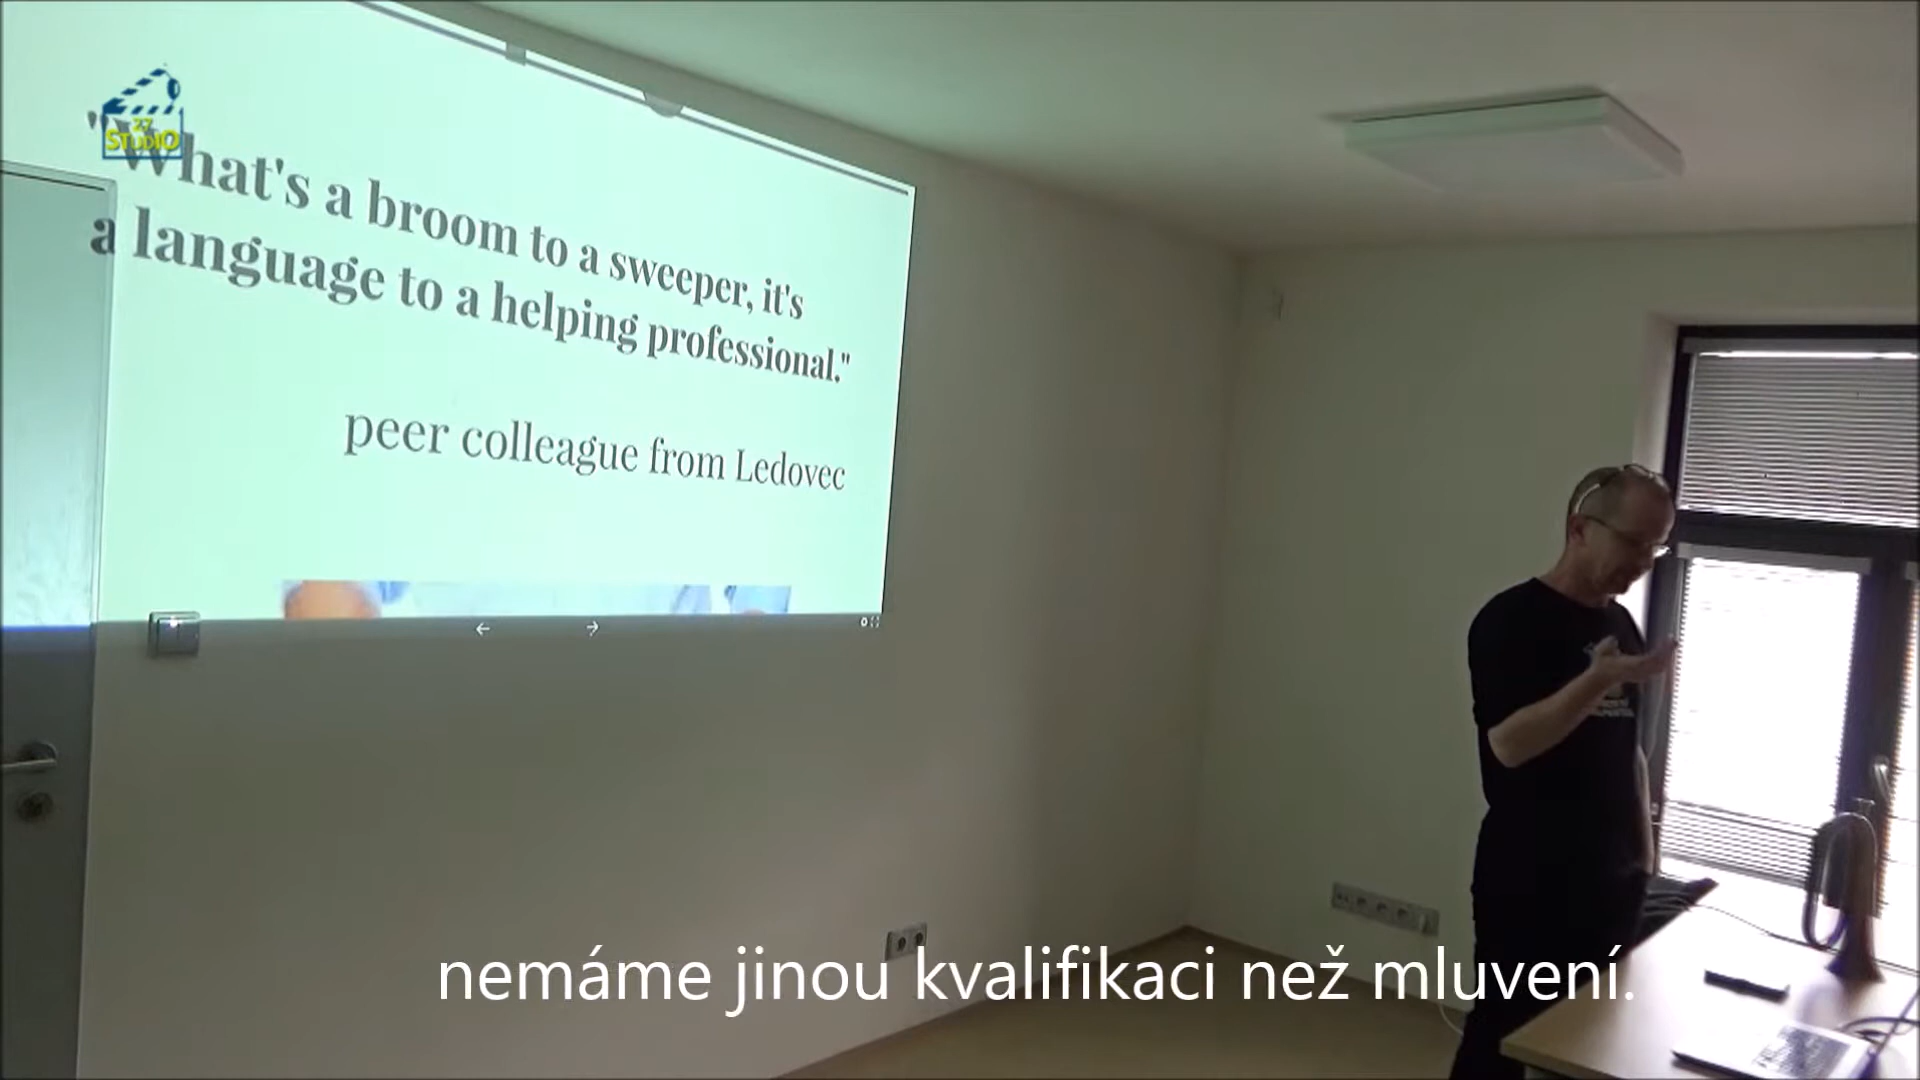 ZZ
STUDIO
"What's a broom to a sweeper, it's
a language to a helping professional."
peer colleague from Ledovec
nemáme jinou kvalifikaci než mluvení.